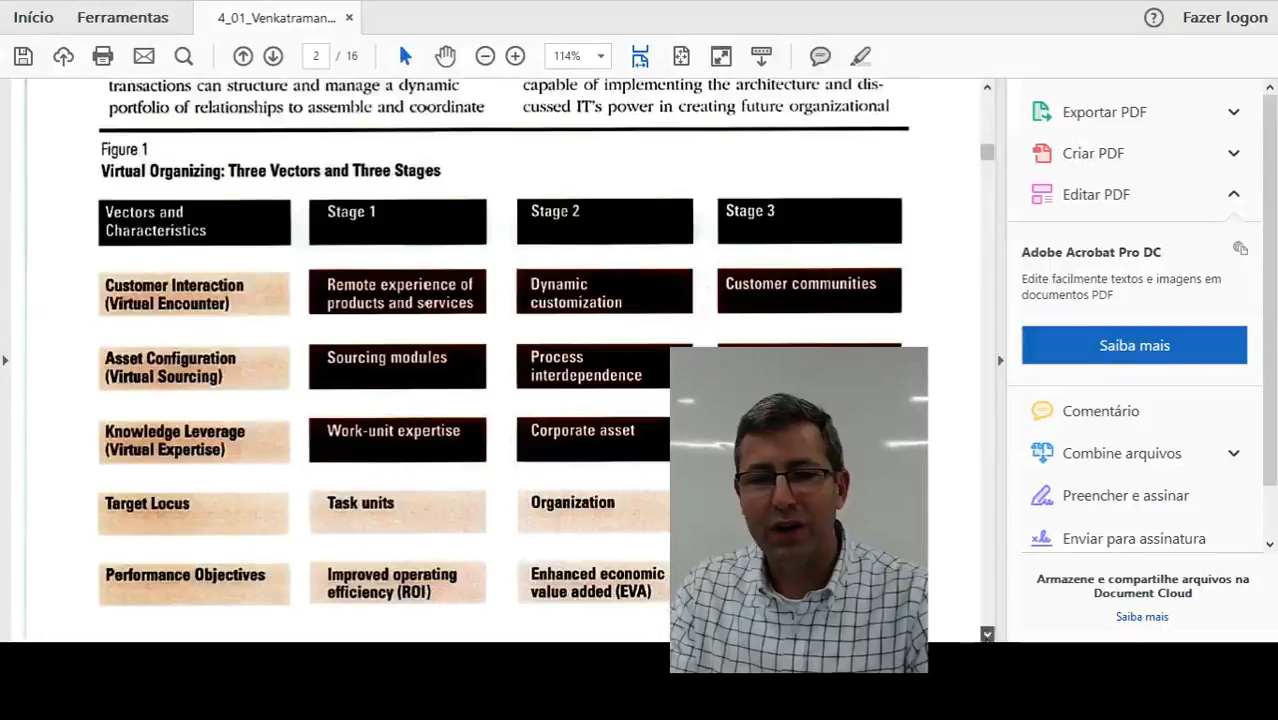 Início
Ferramentas
4_01_Venkatraman...
×
?
Fazer logon
2 / 16
114%
transactions can structure and manage a dynamic
portfolio of relationships to assemble and coordinate
capable of implementing the architecture and dis-
cussed IT's power in creating future organizational
Figure 1
Virtual Organizing: Three Vectors and Three Stages
Vectors and
Characteristics
Stage 1
Stage 2
Stage 3
Customer Interaction
(Virtual Encounter)
Remote experience of
products and services
Dynamic
customization
Customer communities
Asset Configuration
(Virtual Sourcing)
Sourcing modules
Process
interdependence
Knowledge Leverage
(Virtual Expertise)
Work-unit expertise
Corporate asset
Target Locus
Task units
Organization
Performance Objectives
Improved operating
efficiency (ROI)
Enhanced economic
value added (EVA)
Exportar PDF
Criar PDF
Editar PDF
Adobe Acrobat Pro DC
Edite facilmente textos e imagens em
documentos PDF
Saiba mais
Comentário
Combine arquivos
Preencher e assinar
Enviar para assinatura
Armazene e compartilhe arquivos na
Document Cloud
Saiba mais